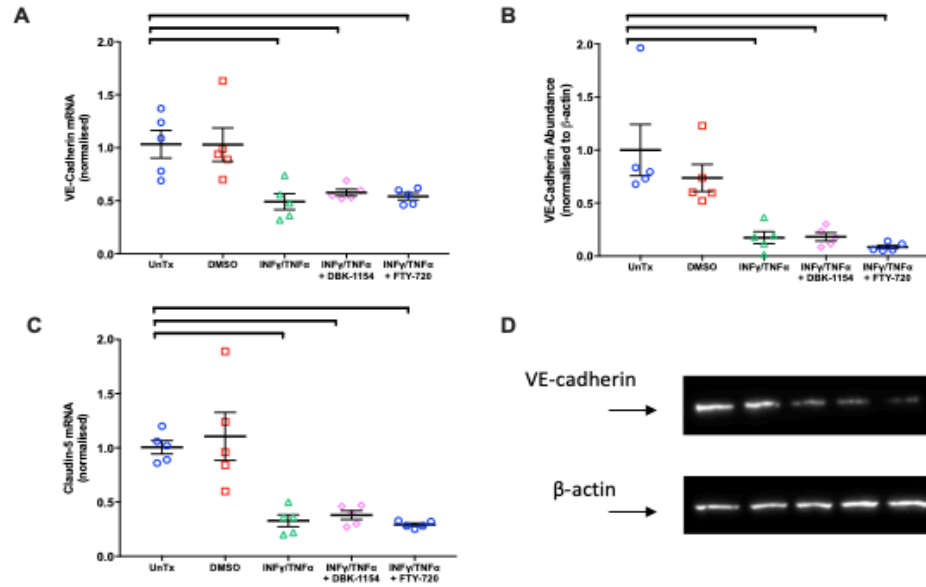 A
VE-Cadherin mRNA
(normalised)
2.0
1.5
1.0
0.5
0.0
UnTx
DMSO
INFγ/TNFα
INFγ/TNFα
+ DBK-1154
INFγ/TNFα
+ FTY-720
B
VE-Cadherin Abundance
(normalised to β-actin)
2.0
1.5
1.0
0.5
0.0
UnTx
DMSO
INFγ/TNFα
INFγ/TNFα
+ DBK-1154
INFγ/TNFα
+ FTY-720
C
Claudin-5 mRNA
(normalised)
2.0
1.5
1.0
0.5
0.0
UnTx
DMSO
INFγ/TNFα
INFγ/TNFα
+ DBK-1154
INFγ/TNFα
+ FTY-720
D
VE-cadherin
β-actin